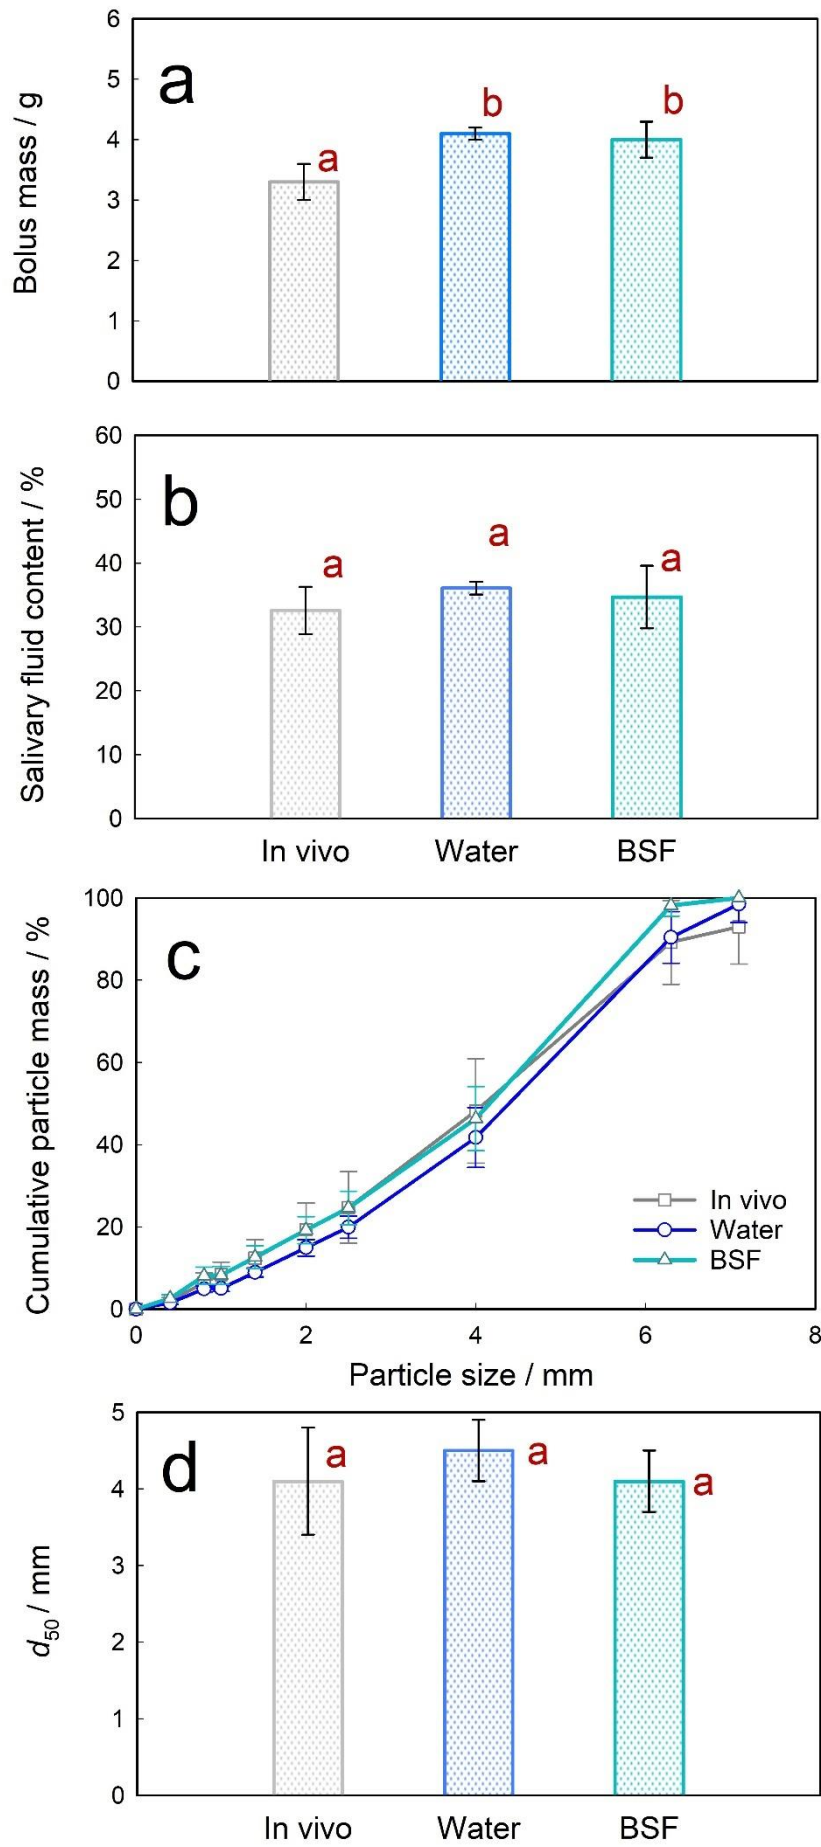 6
5
4
3
2
1
0
Bolus mass / g
a
a
b
b
60
50
40
30
20
10
0
Salivary fluid content / %
b
a
a
a
In vivo Water BSF
100
80
60
40
20
0
Cumulative particle mass / %
c
In vivo
Water
BSF
0 2 4 6 8
Particle size / mm
5
4
3
2
1
0
d50 / mm
d
a
a
a
In vivo Water BSF